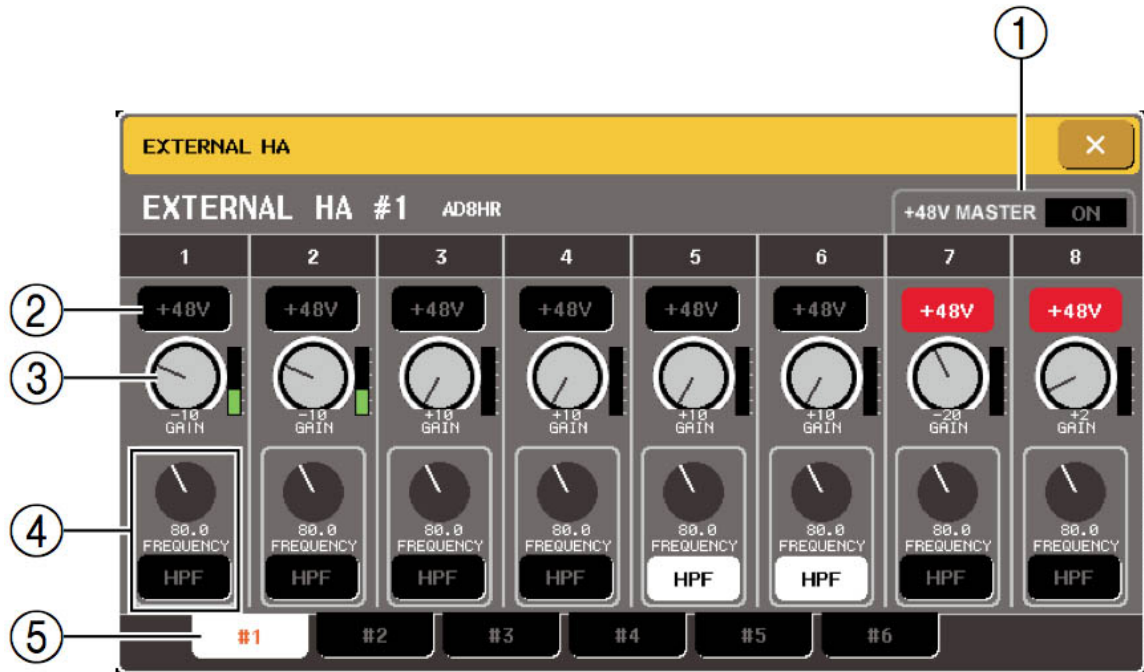 ①
EXTERNAL HA
×
EXTERNAL HA #1 AD8HR +48V MASTER ON
1 2 3 4 5 6 7 8
② +48V +48V +48V +48V +48V +48V +48V +48V
③ -10 -10 +10 +10 +10 +10 -20 +2
GAIN GAIN GAIN GAIN GAIN GAIN GAIN GAIN
④ 80.0 80.0 80.0 80.0 80.0 80.0 80.0 80.0
FREQUENCY FREQUENCY FREQUENCY FREQUENCY FREQUENCY FREQUENCY FREQUENCY FREQUENCY
HPF HPF HPF HPF HPF HPF HPF HPF
⑤ #1 #2 #3 #4 #5 #6